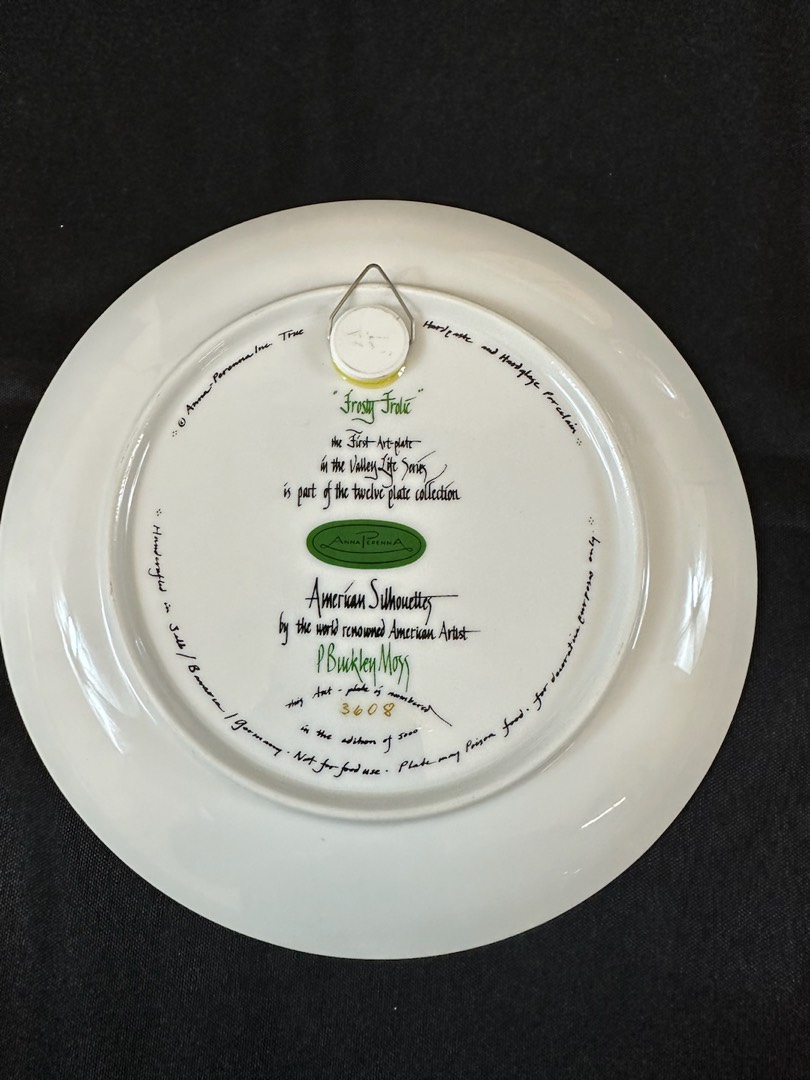 © Anna-Perenna Inc. True Hardpaste and Hardglaze Porcelain
"Frosty Frolic"
the First Art-plate
in the Valley Life Series
is part of the twelve plate collection
ANNA PERENNA
American Silhouettes
by the world renowned American Artist
P Buckley Moss
this Art-plate is numbered
3608
in the edition of 5000
Handcrafted in Selb/Bavaria/Germany. Not for food use. Plate may Poison food. for decorative purposes only.